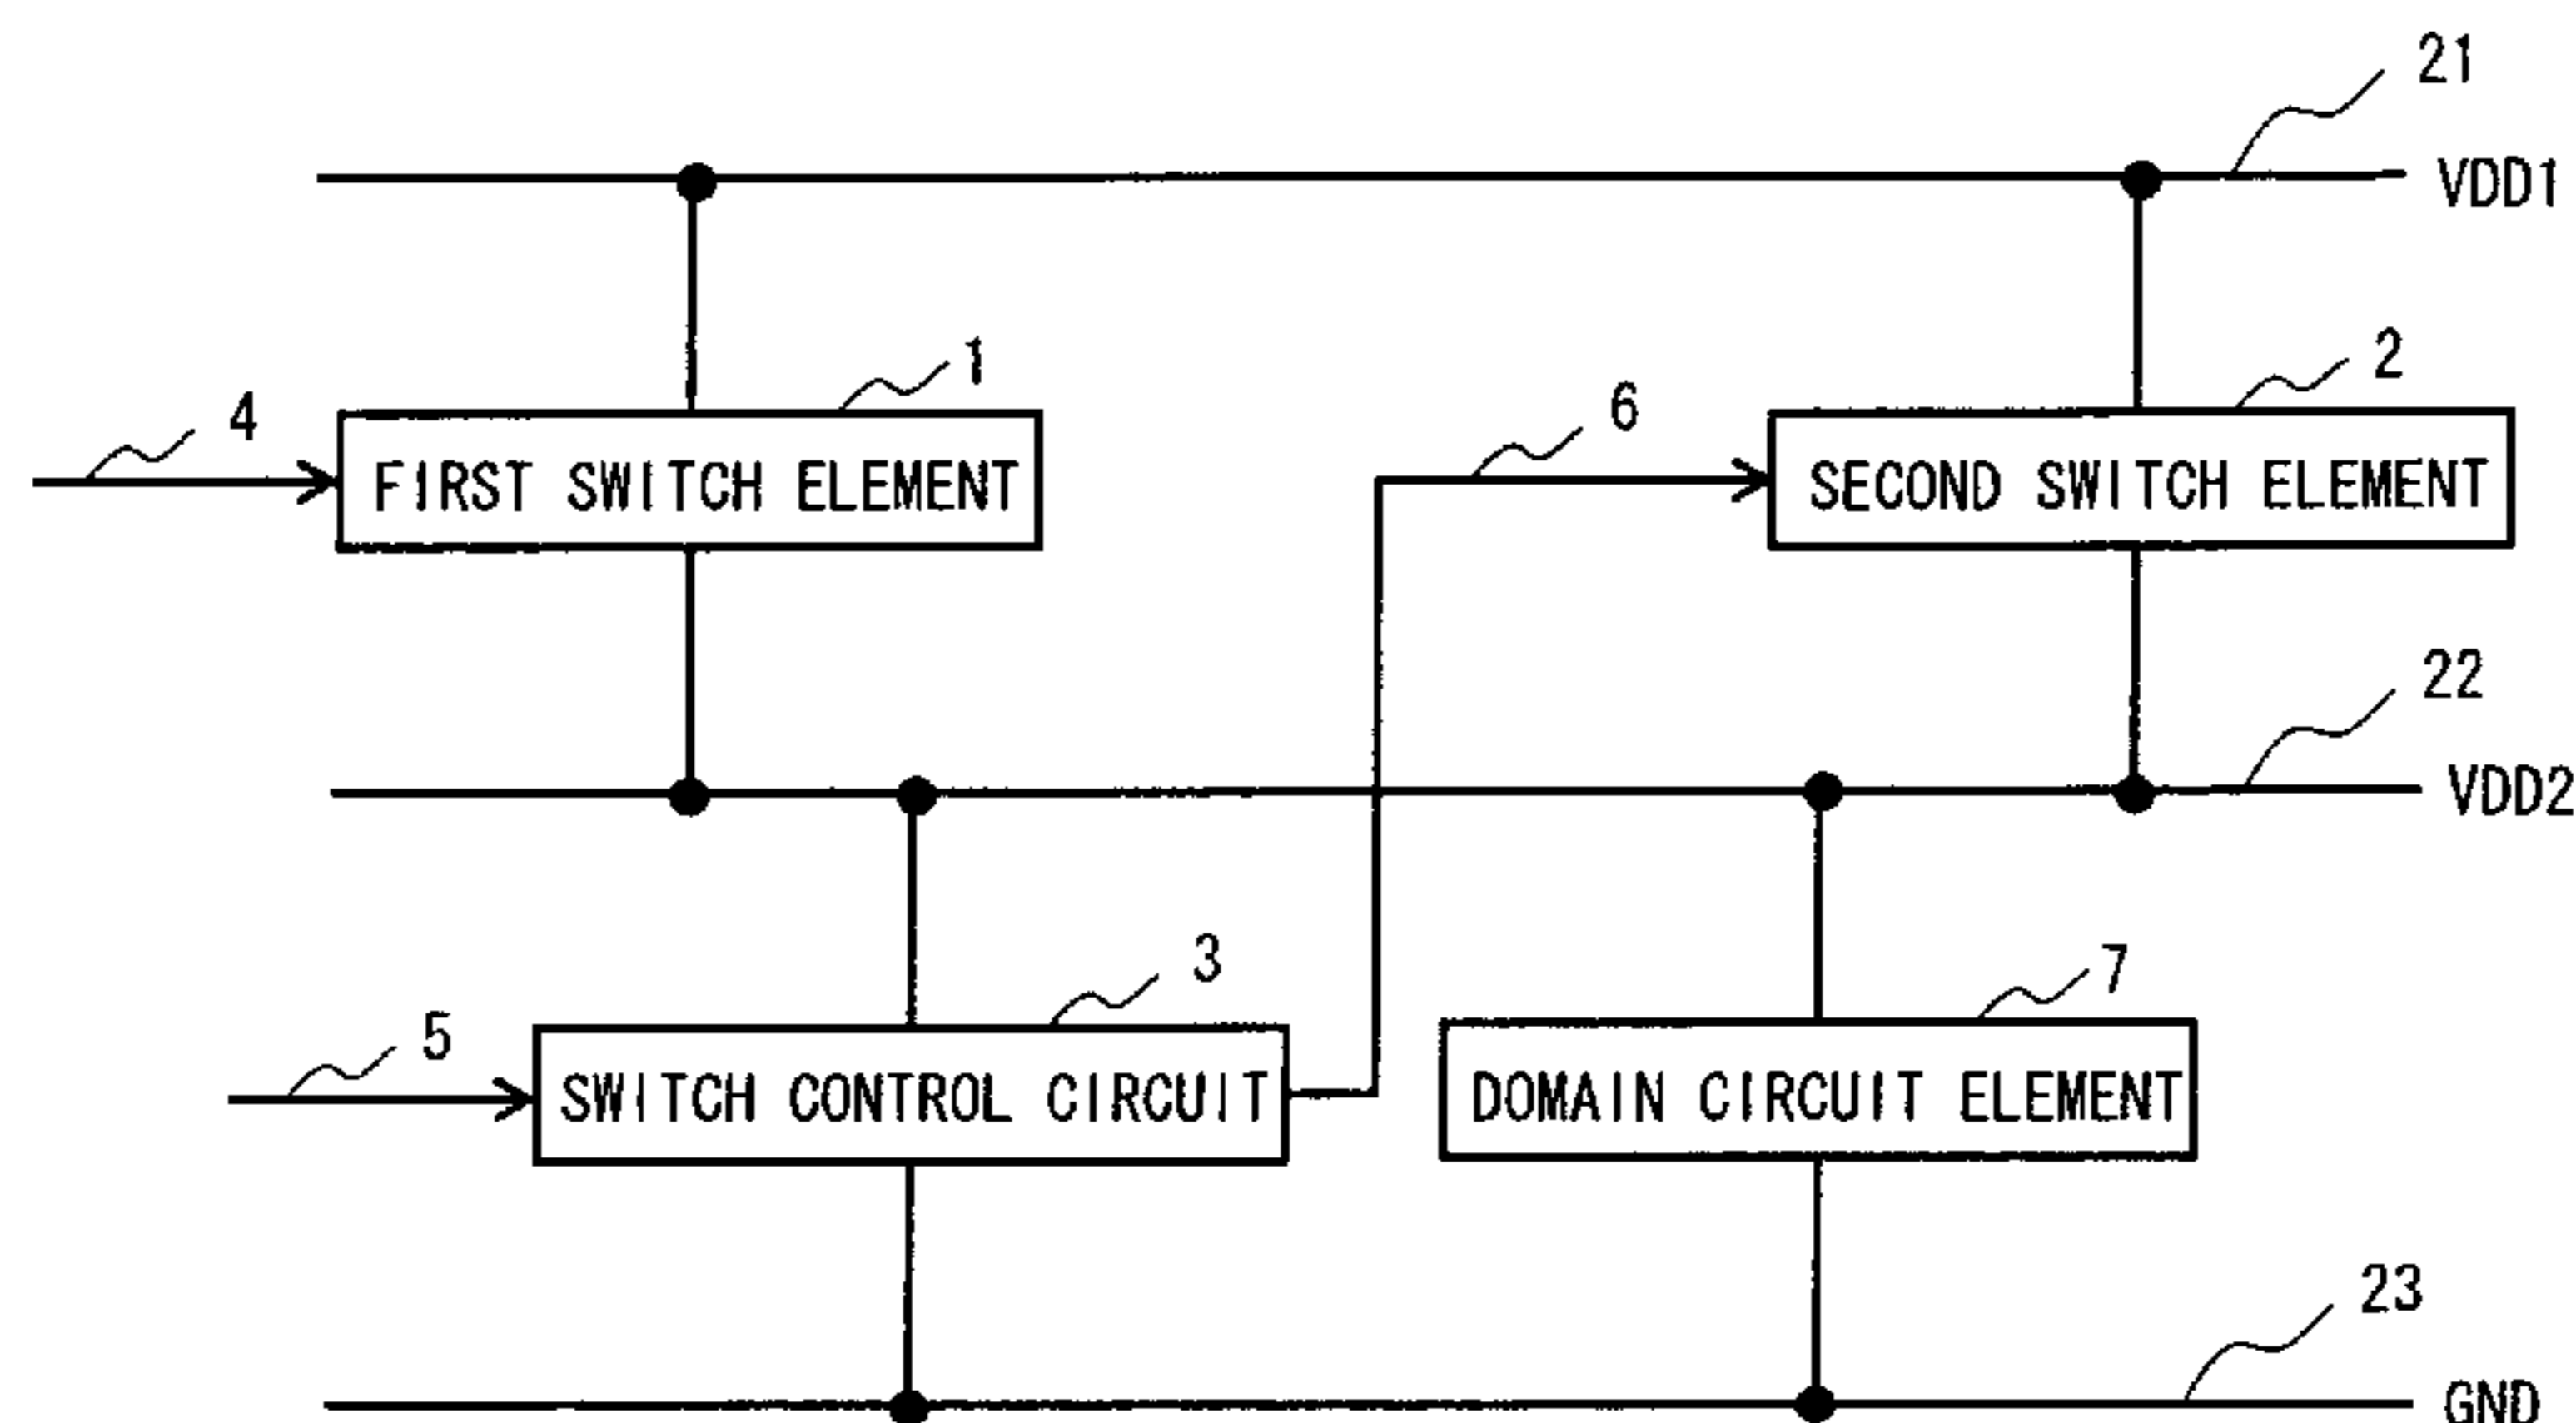 21
VDD1
1
2
4
6
FIRST SWITCH ELEMENT
SECOND SWITCH ELEMENT
22
VDD2
3
7
5
SWITCH CONTROL CIRCUIT
DOMAIN CIRCUIT ELEMENT
23
GND